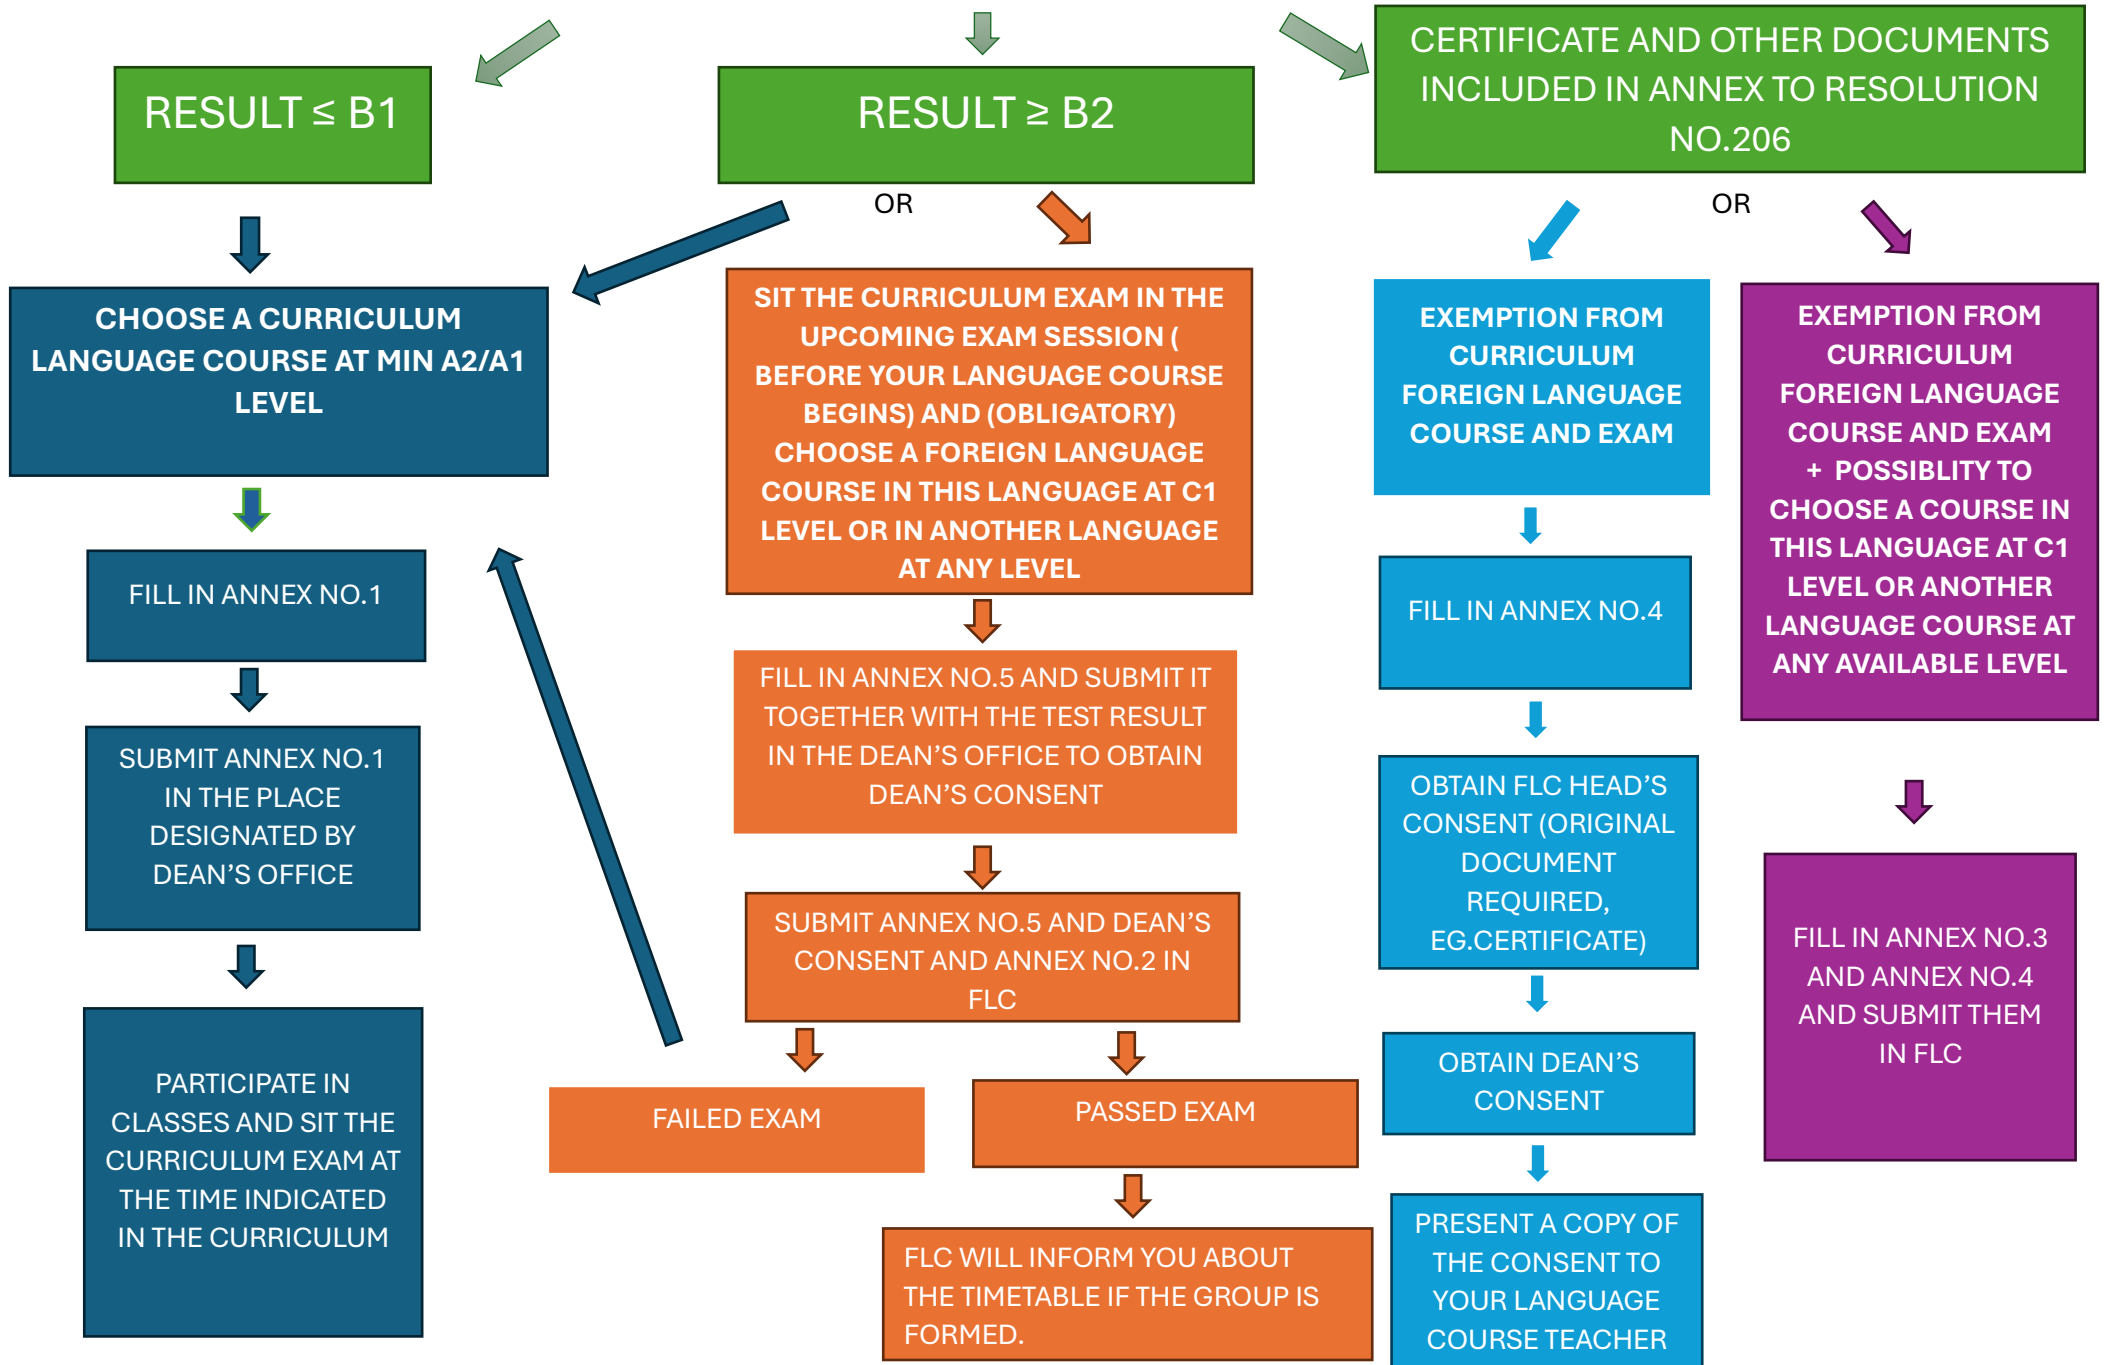 RESULT ≤ B1
RESULT ≥ B2
CERTIFICATE AND OTHER DOCUMENTS
INCLUDED IN ANNEX TO RESOLUTION
NO.206
OR
OR
CHOOSE A CURRICULUM
LANGUAGE COURSE AT MIN A2/A1
LEVEL
FILL IN ANNEX NO.1
SUBMIT ANNEX NO.1
IN THE PLACE
DESIGNATED BY
DEAN’S OFFICE
PARTICIPATE IN
CLASSES AND SIT THE
CURRICULUM EXAM AT
THE TIME INDICATED
IN THE CURRICULUM
SIT THE CURRICULUM EXAM IN THE
UPCOMING EXAM SESSION (
BEFORE YOUR LANGUAGE COURSE
BEGINS) AND (OBLIGATORY)
CHOOSE A FOREIGN LANGUAGE
COURSE IN THIS LANGUAGE AT C1
LEVEL OR IN ANOTHER LANGUAGE
AT ANY LEVEL
FILL IN ANNEX NO.5 AND SUBMIT IT
TOGETHER WITH THE TEST RESULT
IN THE DEAN’S OFFICE TO OBTAIN
DEAN’S CONSENT
SUBMIT ANNEX NO.5 AND DEAN’S
CONSENT AND ANNEX NO.2 IN
FLC
FAILED EXAM
PASSED EXAM
FLC WILL INFORM YOU ABOUT
THE TIMETABLE IF THE GROUP IS
FORMED.
EXEMPTION FROM
CURRICULUM
FOREIGN LANGUAGE
COURSE AND EXAM
FILL IN ANNEX NO.4
OBTAIN FLC HEAD’S
CONSENT (ORIGINAL
DOCUMENT
REQUIRED,
EG.CERTIFICATE)
OBTAIN DEAN’S
CONSENT
PRESENT A COPY OF
THE CONSENT TO
YOUR LANGUAGE
COURSE TEACHER
EXEMPTION FROM
CURRICULUM
FOREIGN LANGUAGE
COURSE AND EXAM
+ POSSIBLITY TO
CHOOSE A COURSE IN
THIS LANGUAGE AT C1
LEVEL OR ANOTHER
LANGUAGE COURSE AT
ANY AVAILABLE LEVEL
FILL IN ANNEX NO.3
AND ANNEX NO.4
AND SUBMIT THEM
IN FLC